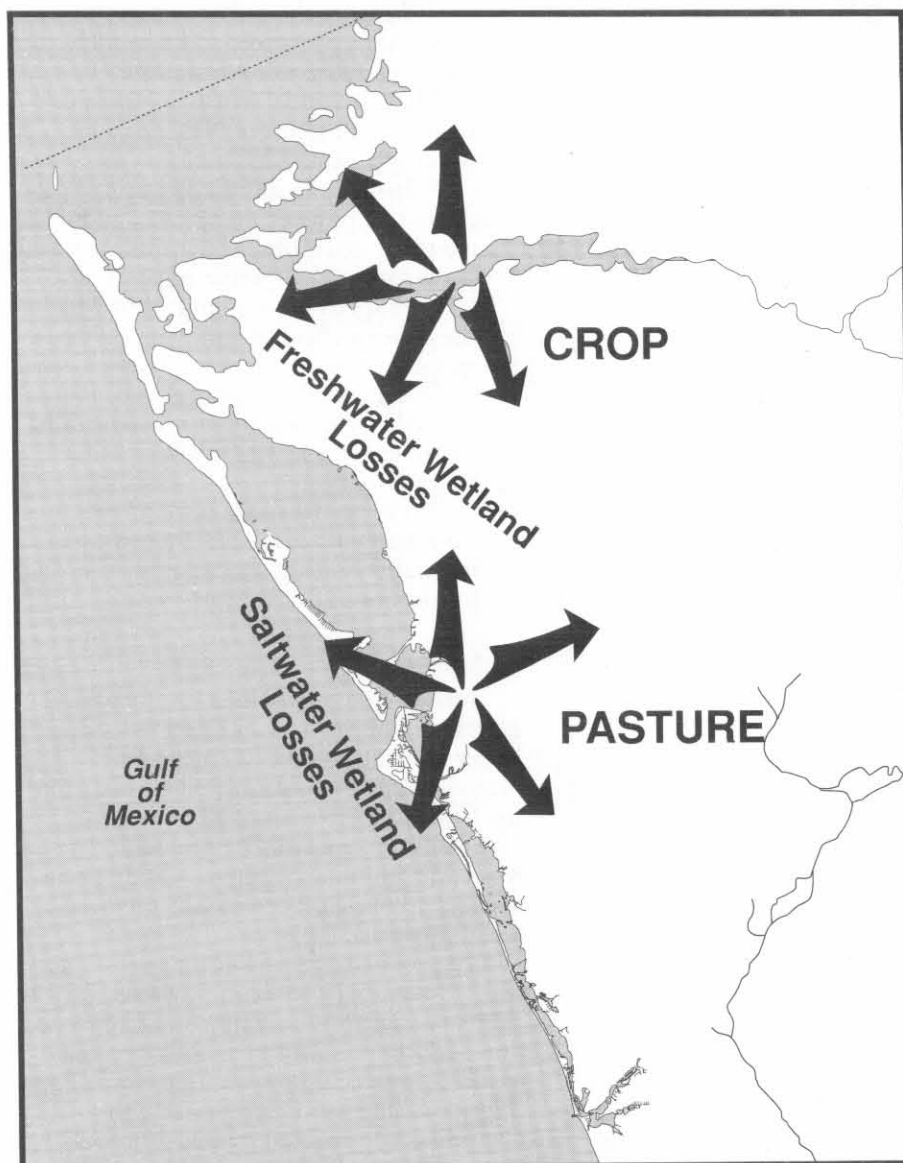 CROP
Freshwater Wetland
Losses
Saltwater Wetland
Losses
PASTURE
Gulf
of
Mexico